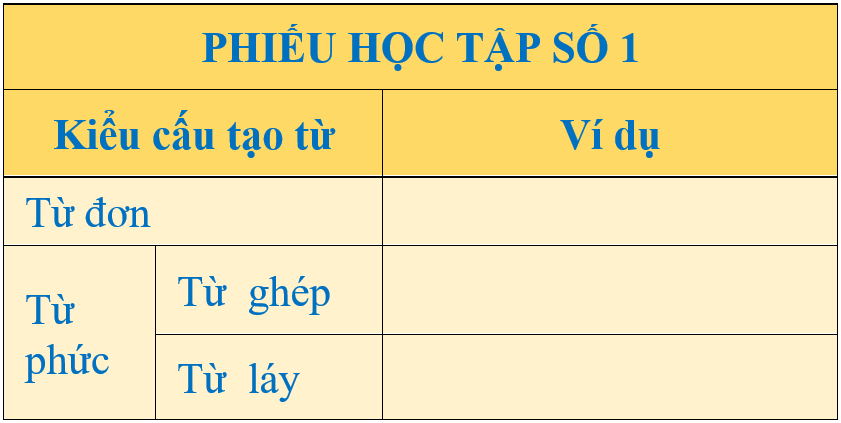 PHIẾU HỌC TẬP SỐ 1
Kiểu cấu tạo từ
Ví dụ
Từ đơn
Từ
phức
Từ ghép
Từ láy